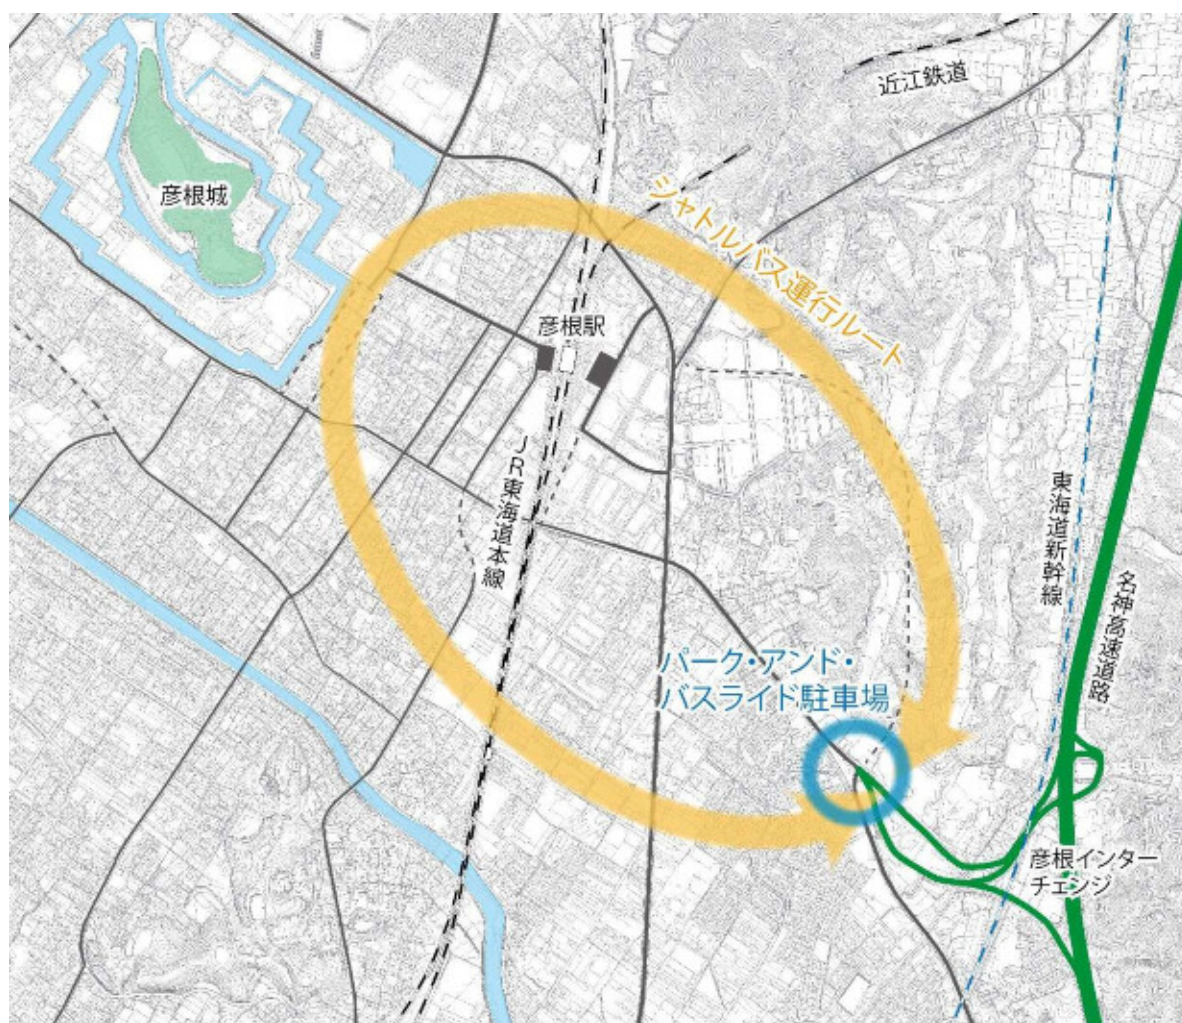 近江鉄道
彦根城
シャトルバス運行ルート
彦根駅
JR東海道本線
東海道新幹線
名神高速道路
パーク・アンド・
バスライド駐車場
彦根インター
チェンジ